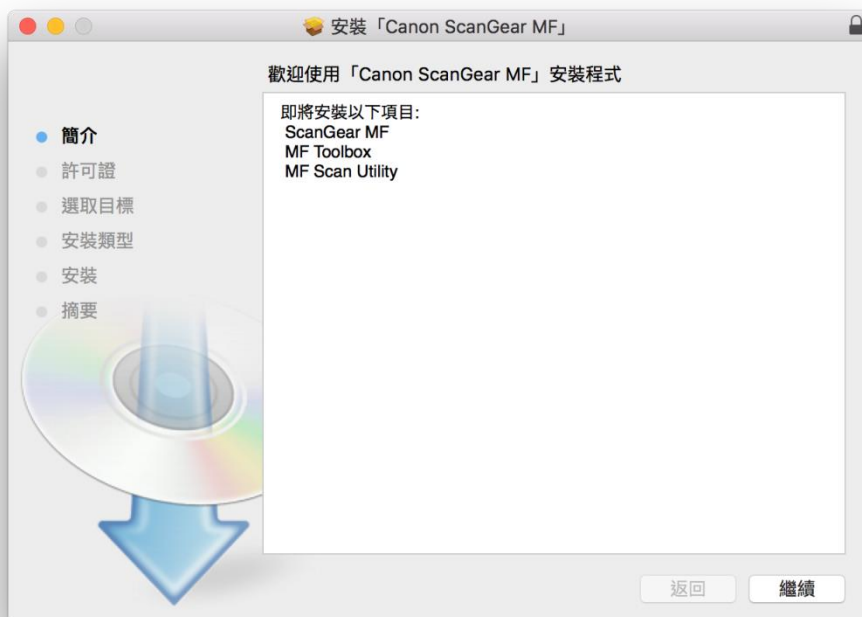 安裝「Canon ScanGear MF」
歡迎使用「Canon ScanGear MF」安裝程式
簡介
許可證
選取目標
安裝類型
安裝
摘要
即將安裝以下項目:
ScanGear MF
MF Toolbox
MF Scan Utility
返回
繼續